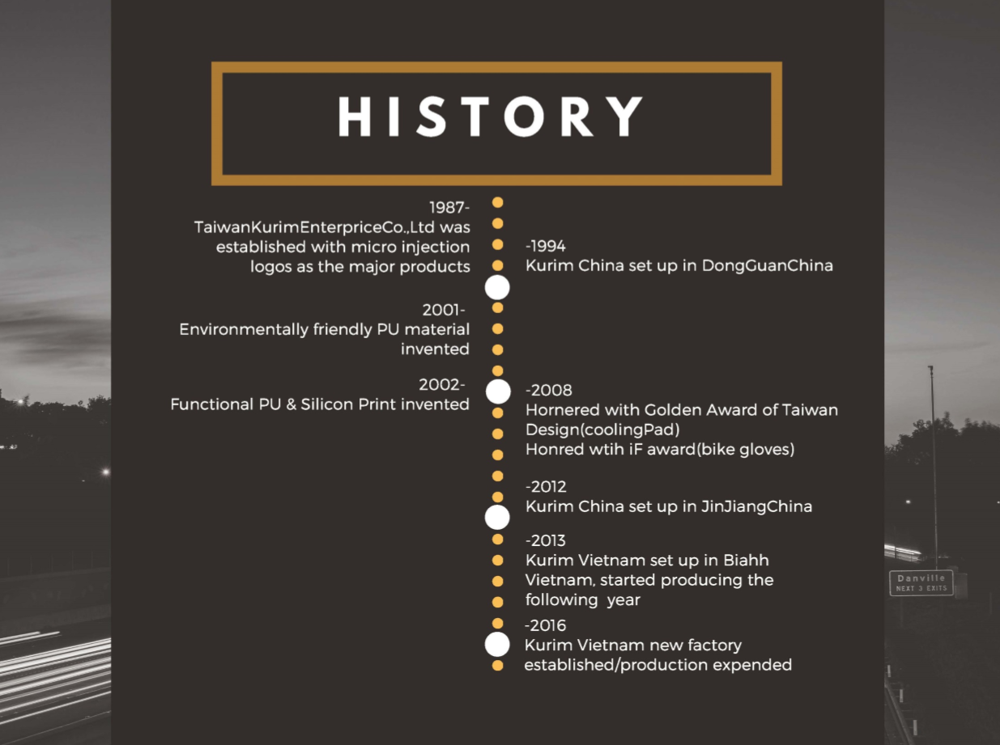 HISTORY
1987-
TaiwanKurimEnterpriceCo.,Ltd was
established with micro injection
logos as the major products
-1994
Kurim China set up in DongGuanChina
2001-
Environmentally friendly PU material
invented
2002-
Functional PU & Silicon Print invented
-2008
Hornered with Golden Award of Taiwan
Design(coolingPad)
Honred wtih iF award(bike gloves)
-2012
Kurim China set up in JinJiangChina
-2013
Kurim Vietnam set up in Biahh
Vietnam, started producing the
following  year
-2016
Kurim Vietnam new factory
established/production expended
Danville
NEXT 3 EXITS